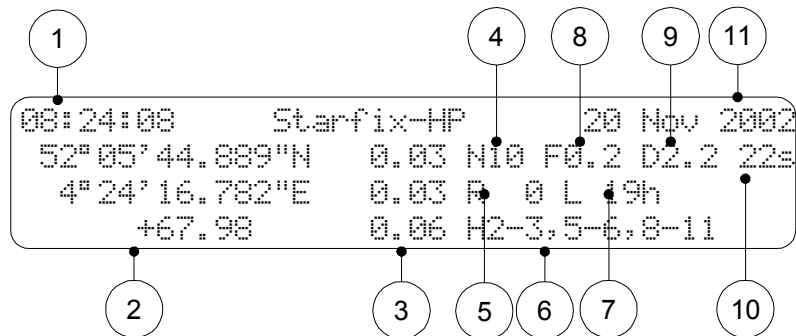 1 4 8 9 11
08:24:08 Starfix-HP 20 Nov 2002
52°05'44.889"N 0.03 N10 F0.2 D2.2 22s
4°24'16.782"E 0.03 R 0 L 19h
+67.98 0.06 H2-3,5-6,8-11
2 3 5 6 7 10